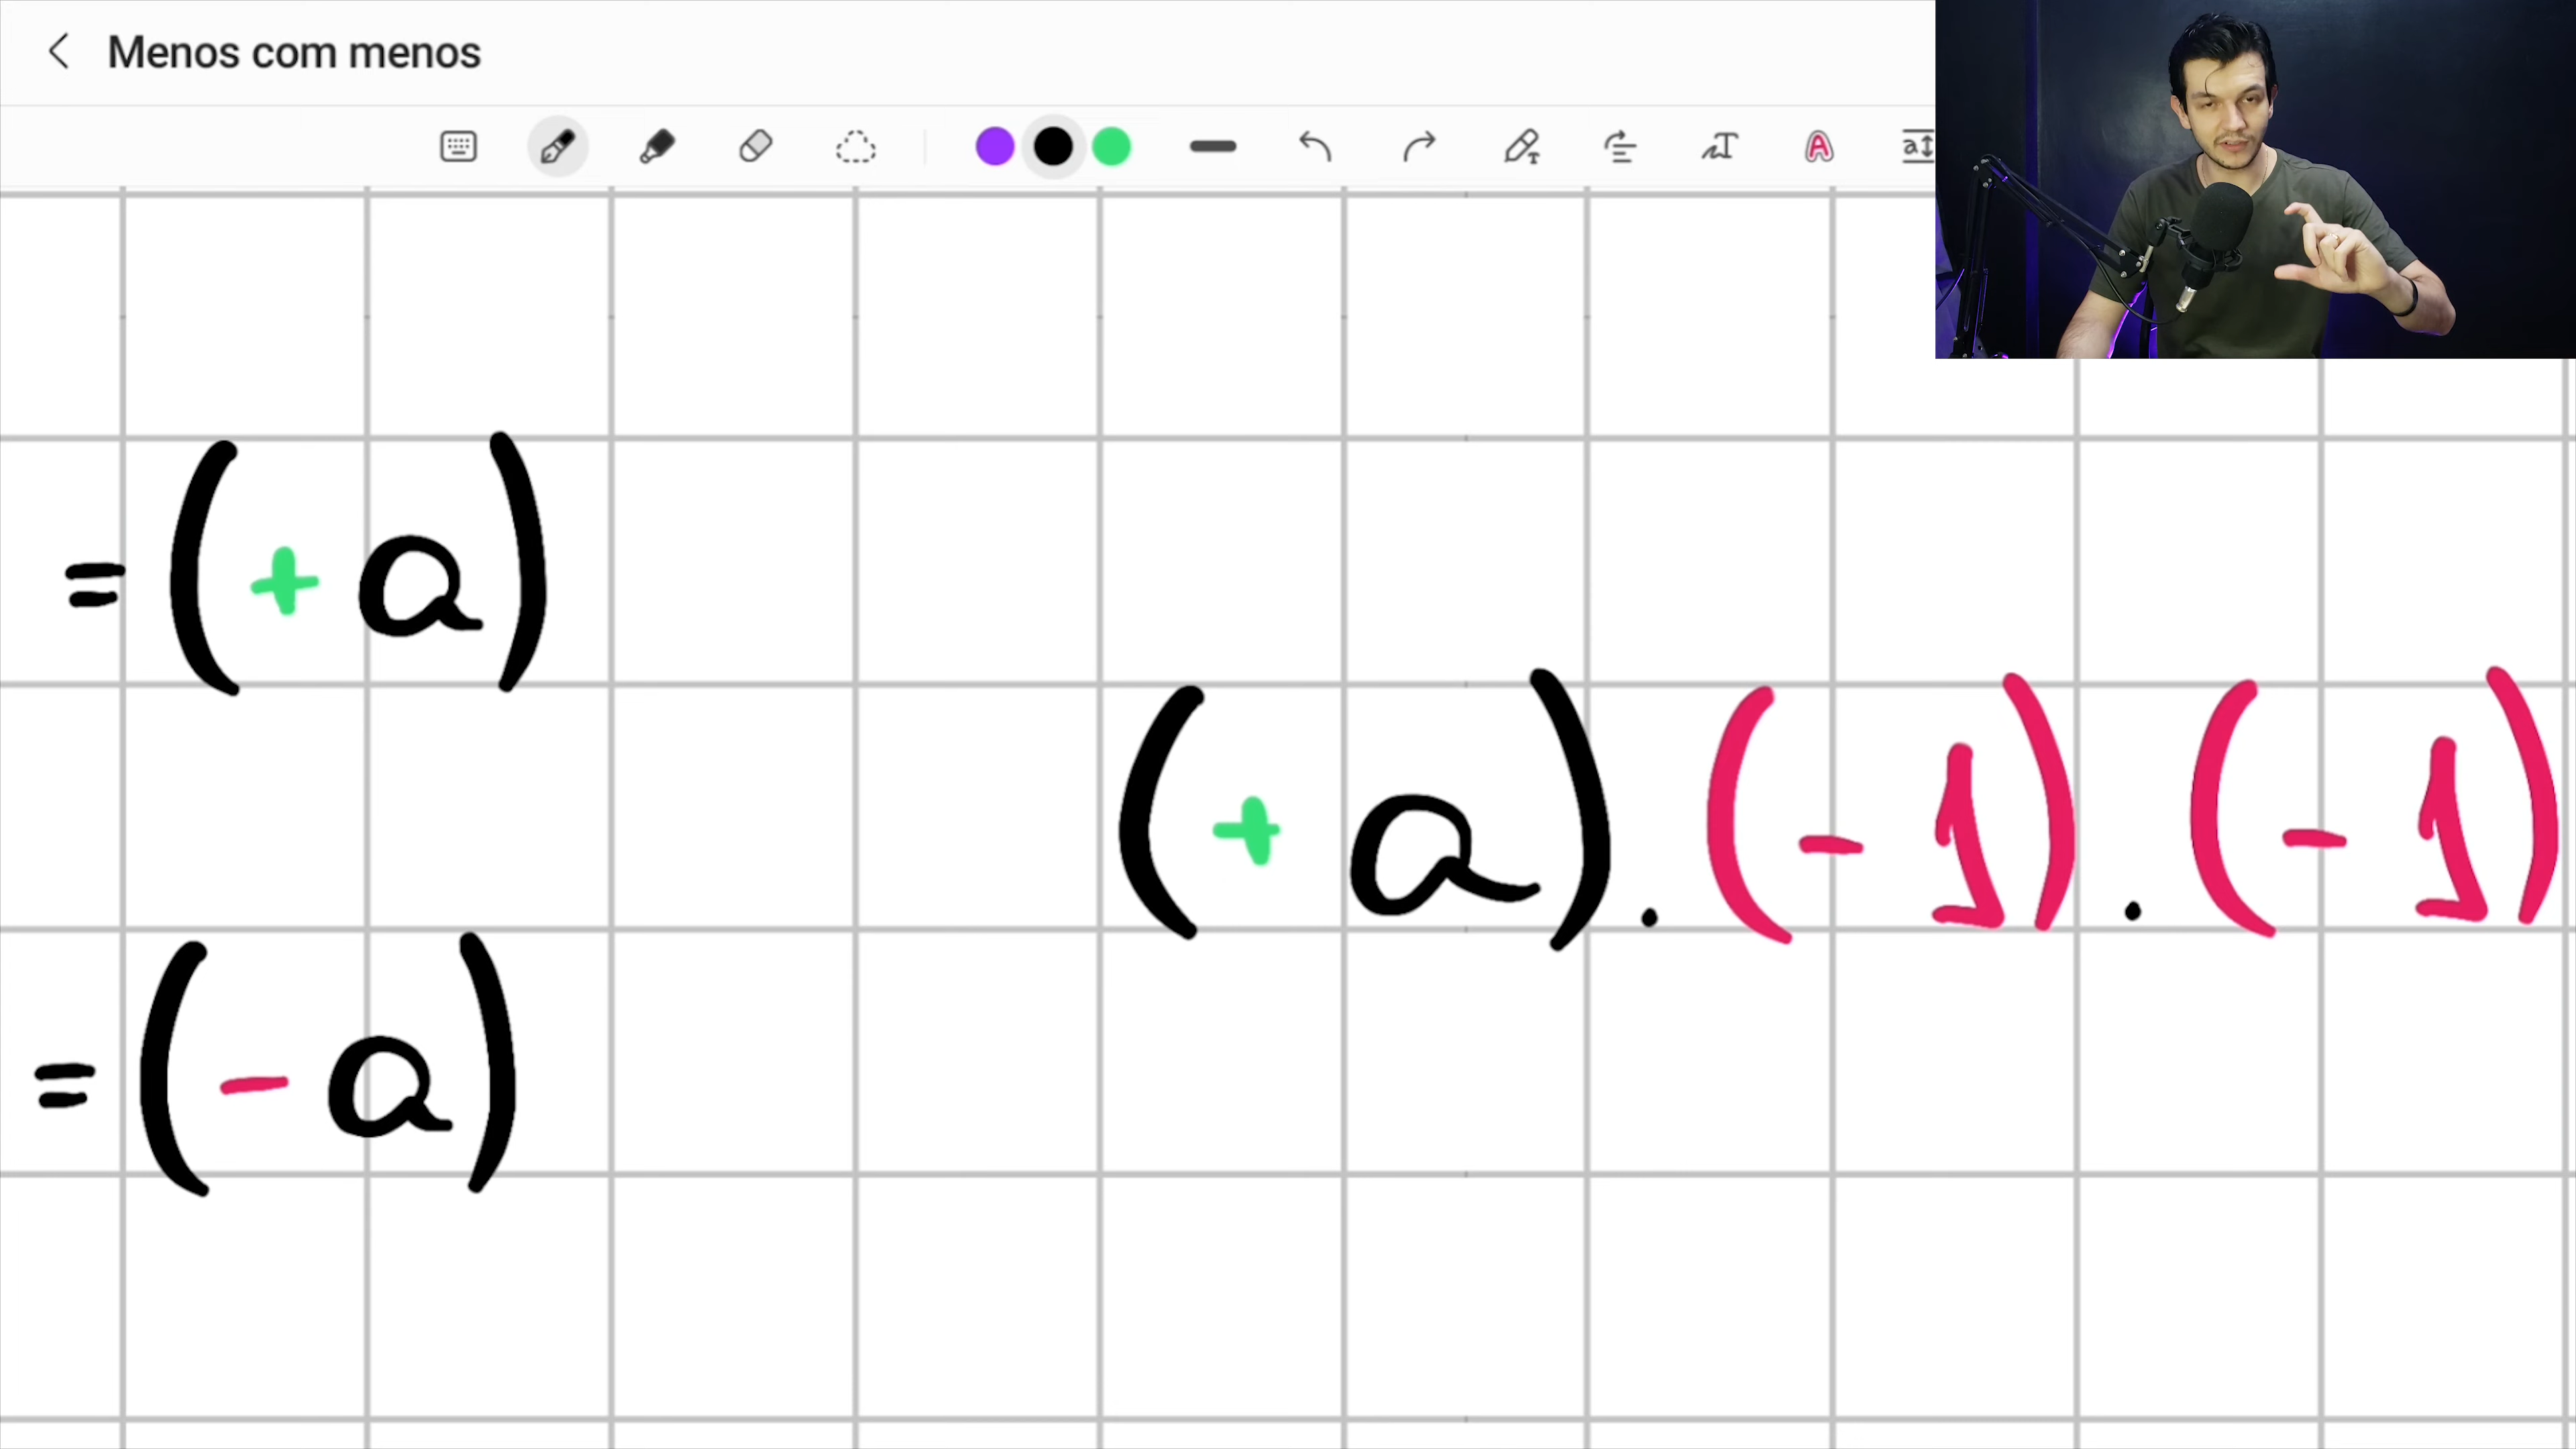 Menos com menos
= (+ a)
(+ a) . (- 1) . (- 1)
= (- a)